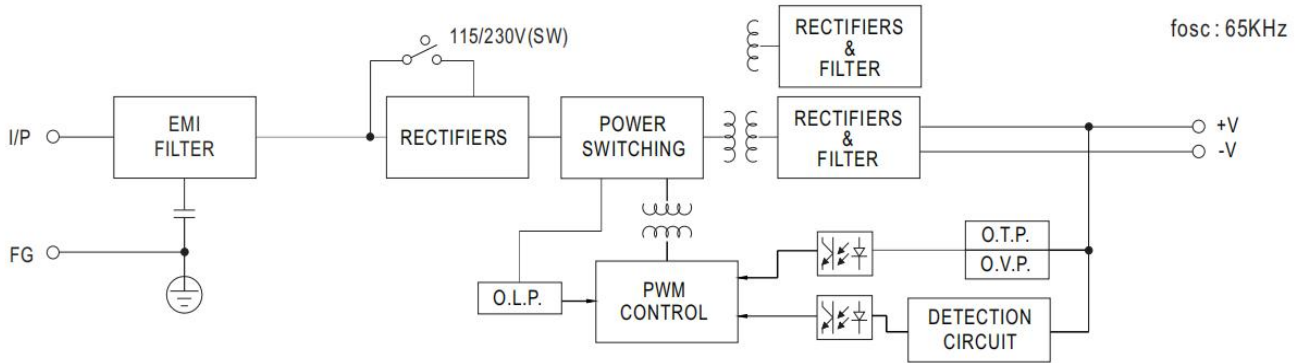 115/230V(SW)
RECTIFIERS
&
FILTER
fosc : 65KHz
I/P
EMI
FILTER
RECTIFIERS
POWER
SWITCHING
RECTIFIERS
&
FILTER
+V
-V
FG
O.L.P.
PWM
CONTROL
O.T.P.
O.V.P.
DETECTION
CIRCUIT